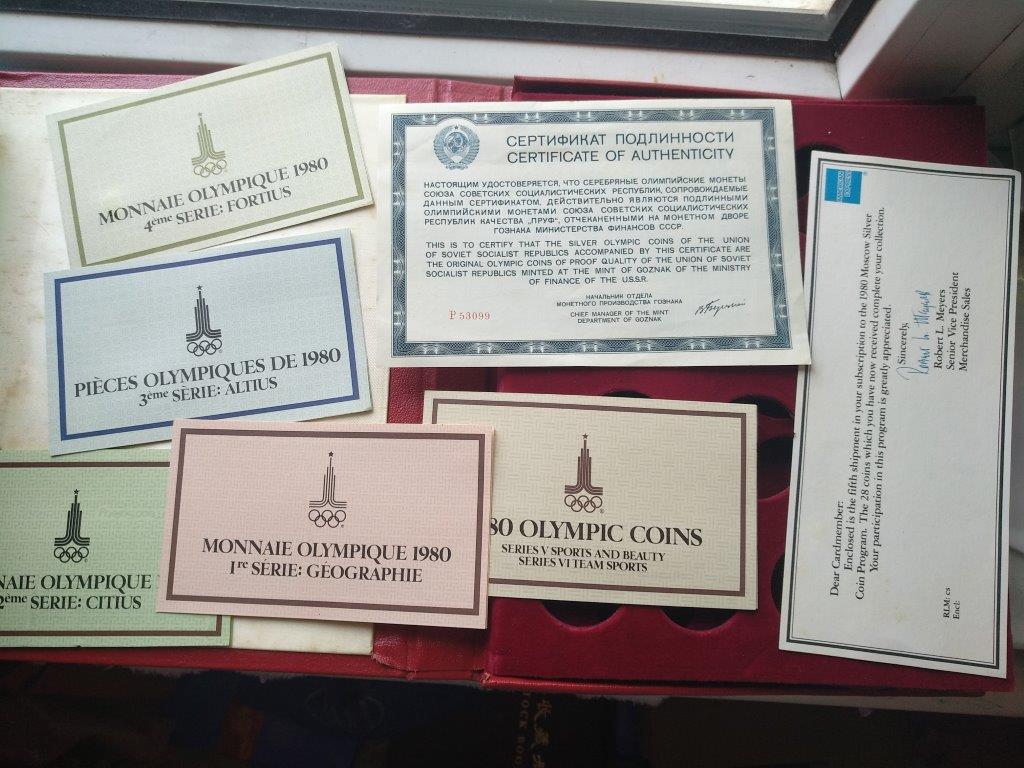 MONNAIE OLYMPIQUE 1980
4ème SERIE: FORTIUS
PIÈCES OLYMPIQUES DE 1980
3ème SÈRIE: ALTIUS
NAIE OLYMPIQUE
2ème SERIE: CITIUS
MONNAIE OLYMPIQUE 1980
1re SÉRIE: GÉOGRAPHIE
80 OLYMPIC COINS
SERIES V SPORTS AND BEAUTY
SERIES VI TEAM SPORTS
СЕРТИФИКАТ ПОДЛИННОСТИ
CERTIFICATE OF AUTHENTICITY
НАСТОЯЩИМ УДОСТОВЕРЯЕТСЯ, ЧТО СЕРЕБРЯНЫЕ ОЛИМПИЙСКИЕ МОНЕТЫ
СОЮЗА СОВЕТСКИХ СОЦИАЛИСТИЧЕСКИХ РЕСПУБЛИК, СОПРОВОЖДАЕМЫЕ
ДАННЫМ СЕРТИФИКАТОМ, ДЕЙСТВИТЕЛЬНО ЯВЛЯЮТСЯ ПОДЛИННЫМИ
ОЛИМПИЙСКИМИ МОНЕТАМИ СОЮЗА СОВЕТСКИХ СОЦИАЛИСТИЧЕСКИХ
РЕСПУБЛИК КАЧЕСТВА „ПРУФ", ОТЧЕКАНЕННЫМИ НА МОНЕТНОМ ДВОРЕ
ГОЗНАКА МИНИСТЕРСТВА ФИНАНСОВ СССР.
THIS IS TO CERTIFY THAT THE SILVER OLYMPIC COINS OF THE UNION
OF SOVIET SOCIALIST REPUBLICS ACCOMPANIED BY THIS CERTIFICATE ARE
THE ORIGINAL OLYMPIC COINS OF PROOF QUALITY OF THE UNION OF SOVIET
SOCIALIST REPUBLICS MINTED AT THE MINT OF GOZNAK OF THE MINISTRY
OF FINANCE OF THE U.S.S.R.
НАЧАЛЬНИК ОТДЕЛА
МОНЕТНОГО ПРОИЗВОДСТВА ГОЗНАКА
P 53099
CHIEF MANAGER OF THE MINT
DEPARTMENT OF GOZNAK
AMERICAN
EXPRESS
Dear Cardmember:
Enclosed is the fifth shipment in your subscription to the 1980 Moscow Silver
Coin Program. The 28 coins which you have now received complete your collection.
Your participation in this program is greatly appreciated.
Sincerely,
Robert L. Meyers
Robert L. Meyers
Senior Vice President
Merchandise Sales
RLM: cs
Encl: